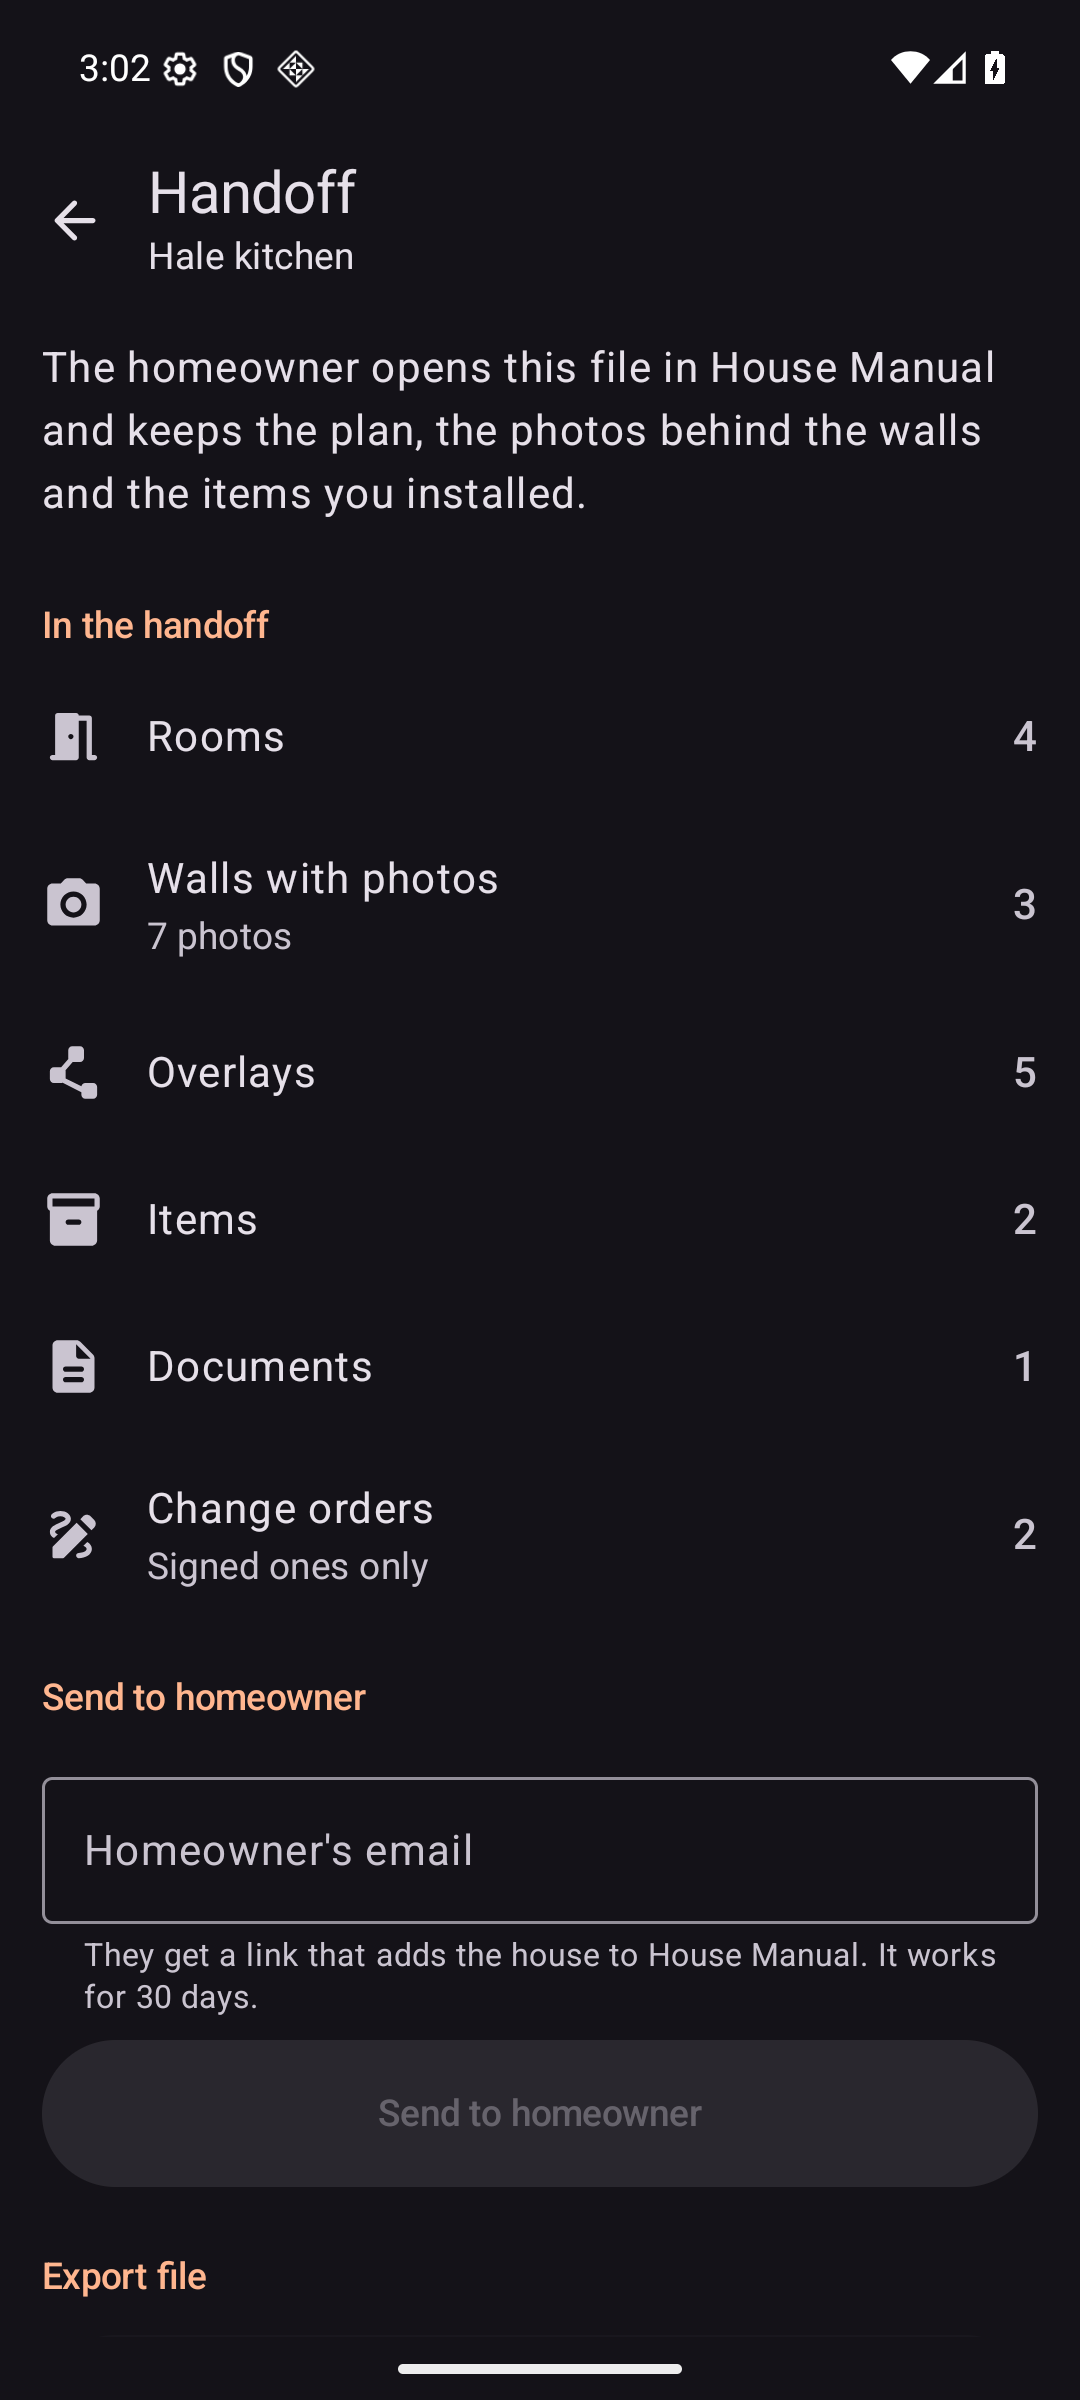 3:02
Handoff
Hale kitchen
The homeowner opens this file in House Manual
and keeps the plan, the photos behind the walls
and the items you installed.
In the handoff
Rooms 4
Walls with photos 3
7 photos
Overlays 5
Items 2
Documents 1
Change orders 2
Signed ones only
Send to homeowner
Homeowner's email
They get a link that adds the house to House Manual. It works
for 30 days.
Send to homeowner
Export file